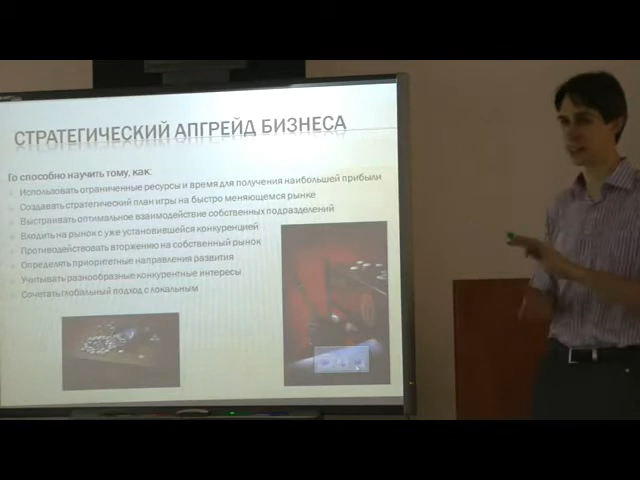 СТРАТЕГИЧЕСКИЙ АПГРЕЙД БИЗНЕСА
Го способно научить тому, как:
Использовать ограниченные ресурсы и время для получения наибольшей прибыли
Создавать стратегический план игры на быстро меняющемся рынке
Выстраивать оптимальное взаимодействие собственных подразделений
Входить на рынок с уже установившейся конкуренцией
Противодействовать вторжению на собственный рынок
Определять приоритетные направления развития
Учитывать разнообразные конкурентные интересы
Сочетать глобальный подход с локальным